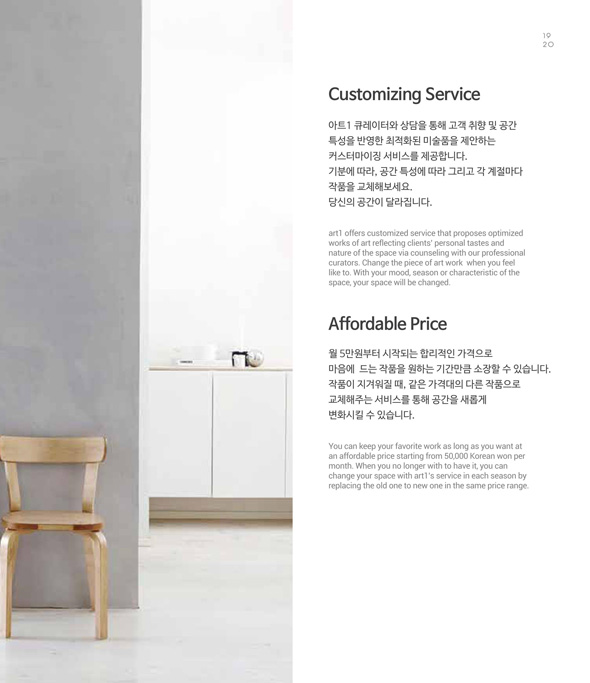 19
20
Customizing Service
아트1 큐레이터와 상담을 통해 고객 취향 및 공간
특성을 반영한 최적화된 미술품을 제안하는
커스터마이징 서비스를 제공합니다.
기분에 따라, 공간 특성에 따라 그리고 각 계절마다
작품을 교체해보세요.
당신의 공간이 달라집니다.
art1 offers customized service that proposes optimized
works of art reflecting clients' personal tastes and
nature of the space via counseling with our professional
curators. Change the piece of art work when you feel
like to. With your mood, season or characteristic of the
space, your space will be changed.
Affordable Price
월 5만원부터 시작되는 합리적인 가격으로
마음에 드는 작품을 원하는 기간만큼 소장할 수 있습니다.
작품이 지겨워질 때, 같은 가격대의 다른 작품으로
교체해주는 서비스를 통해 공간을 새롭게
변화시킬 수 있습니다.
You can keep your favorite work as long as you want at
an affordable price starting from 50,000 Korean won per
month. When you no longer with to have it, you can
change your space with art1's service in each season by
replacing the old one to new one in the same price range.